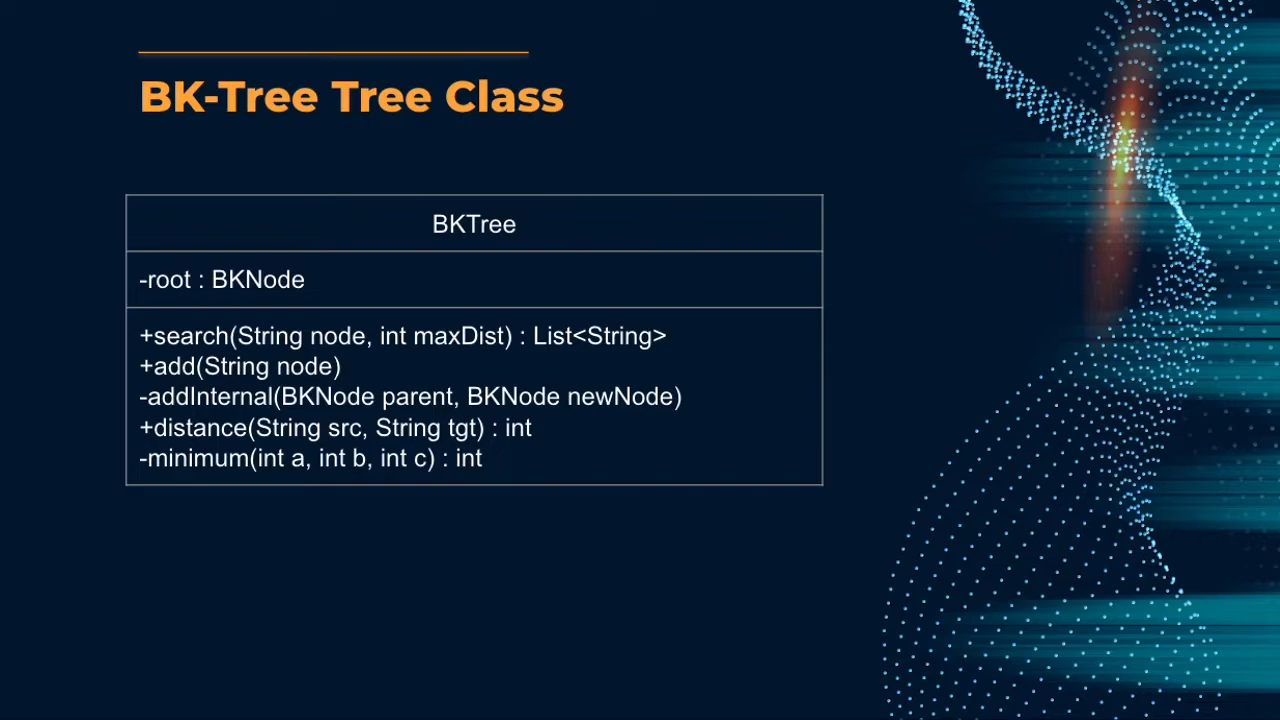 BK-Tree Tree Class
BKTree
-root : BKNode
+search(String node, int maxDist) : List<String>
+add(String node)
-addInternal(BKNode parent, BKNode newNode)
+distance(String src, String tgt) : int
-minimum(int a, int b, int c) : int